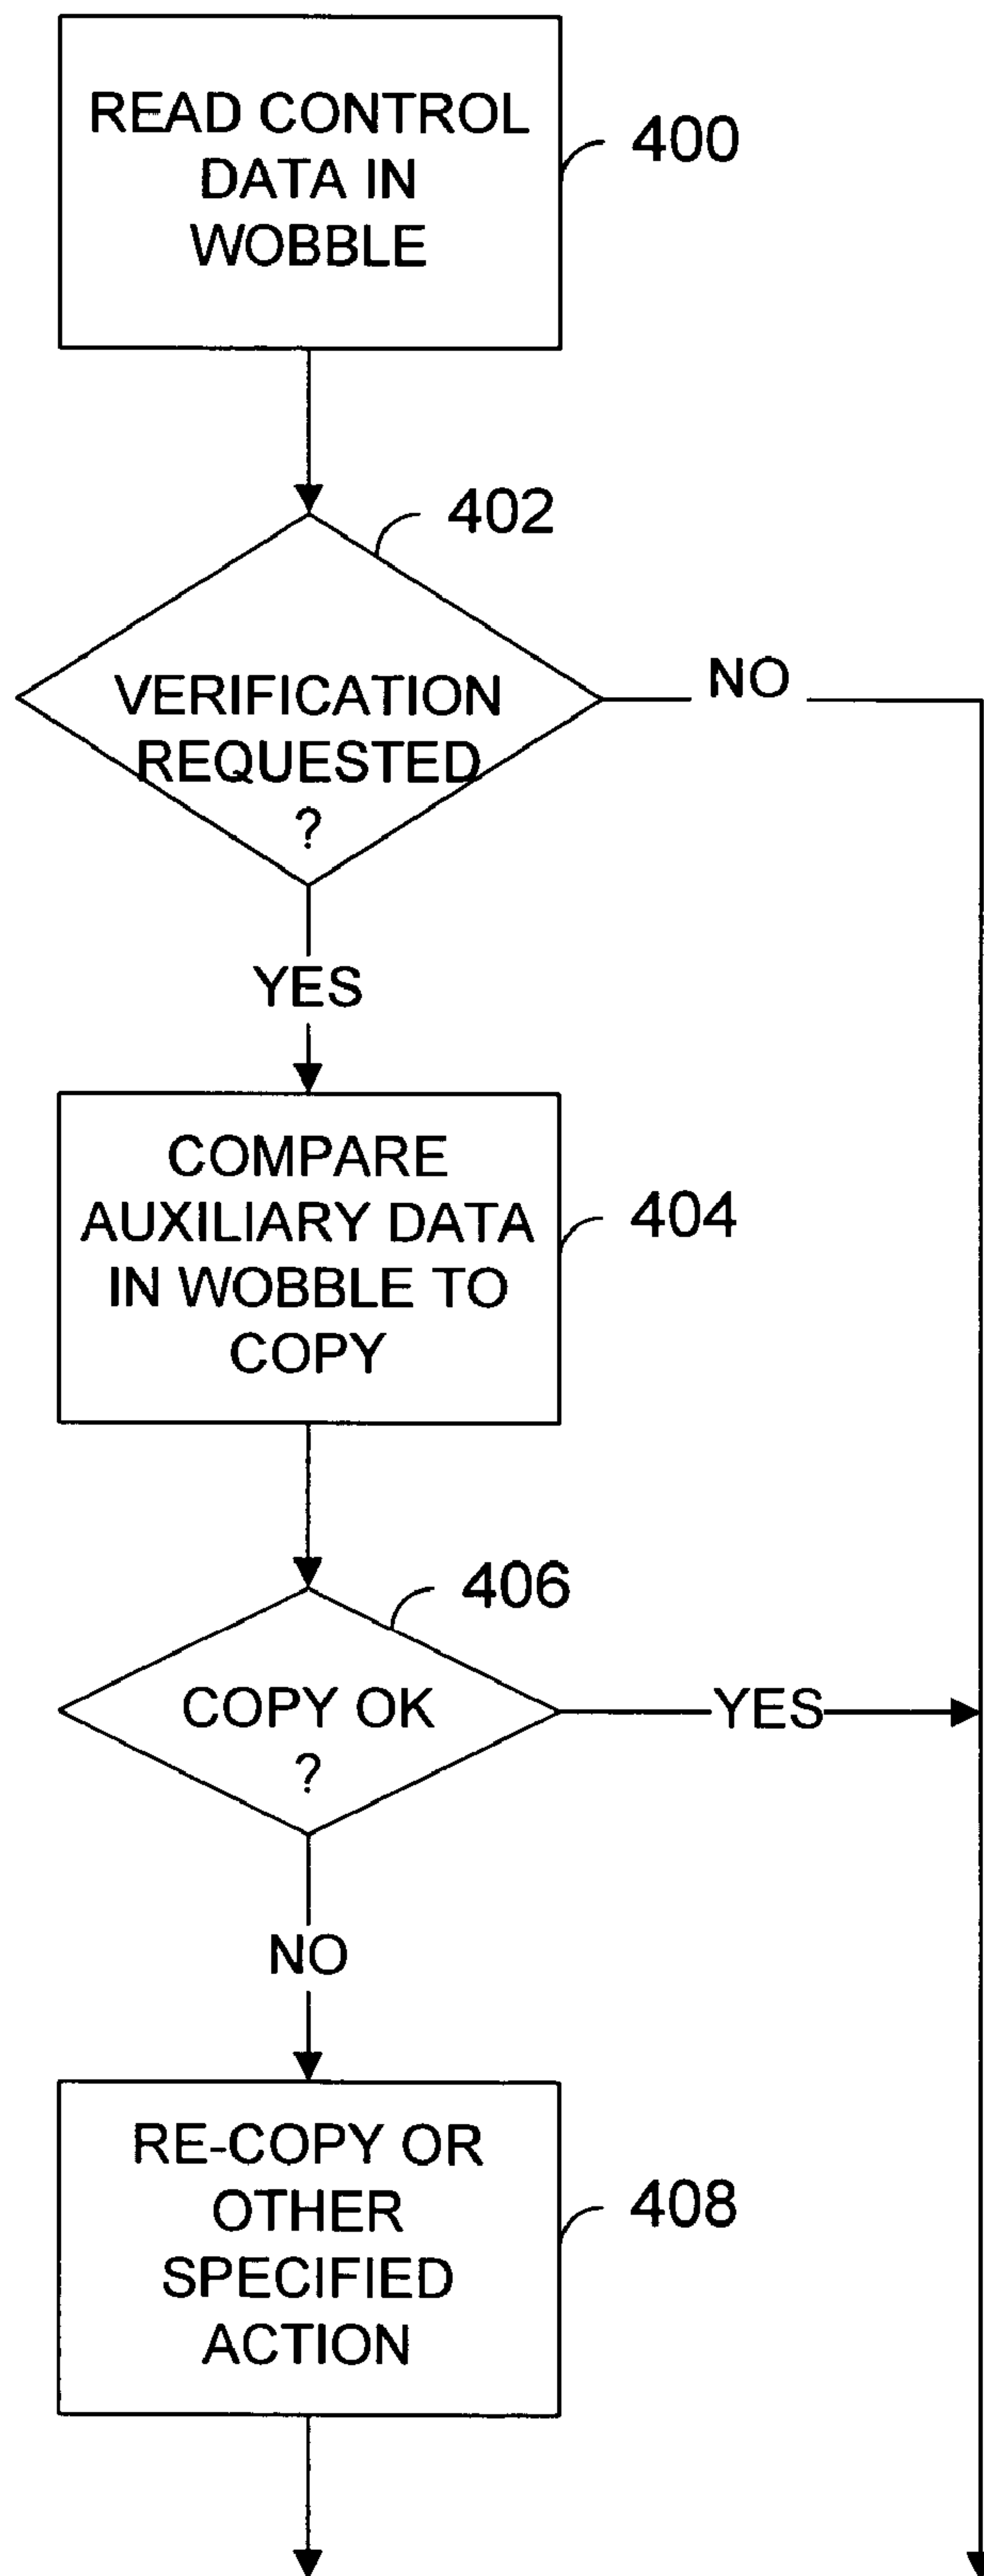 READ CONTROL
DATA IN
WOBBLE
400
402
VERIFICATION
REQUESTED
?
NO
YES
COMPARE
AUXILIARY DATA
IN WOBBLE TO
COPY
404
406
COPY OK
?
YES
NO
RE-COPY OR
OTHER
SPECIFIED
ACTION
408